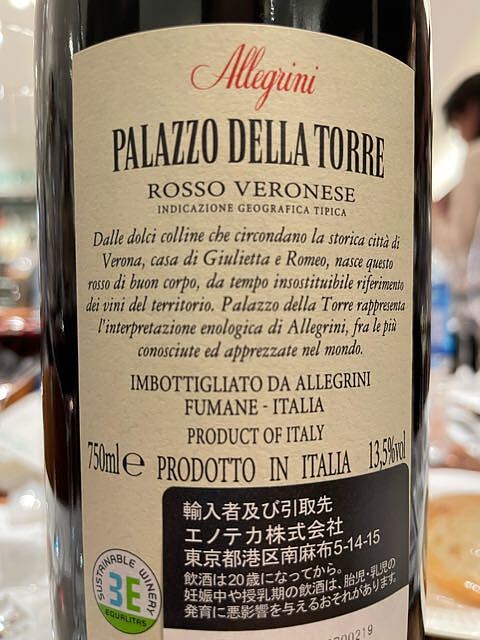 Allegrini
PALAZZO DELLA TORRE
ROSSO VERONESE
INDICAZIONE GEOGRAFICA TIPICA
Dalle dolci colline che circondano la storica città di
Verona, casa di Giulietta e Romeo, nasce questo
rosso di buon corpo, da tempo insostituibile riferimento
dei vini del territorio. Palazzo della Torre rappresenta
l'interpretazione enologica di Allegrini, fra le più
conosciute ed apprezzate nel mondo.
IMBOTTIGLIATO DA ALLEGRINI
FUMANE - ITALIA
PRODUCT OF ITALY
750ml e PRODOTTO IN ITALIA 13,5%vol
輸入者及び引取先
エノテカ株式会社
東京都港区南麻布5-14-15
飲酒は20歳になってから。
妊娠中や授乳期の飲酒は、胎児・乳児の
発育に悪影響を与えるおそれがあります。
SUSTAINABLE WINERY
3E
EQUALITAS
00219